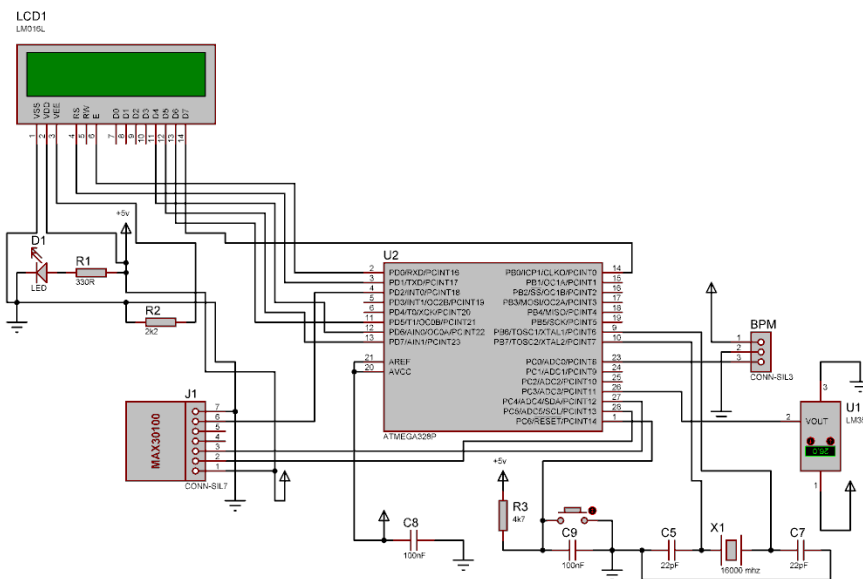 LCD1
LM016L
VSS VDD VEE RS RW E D0 D1 D2 D3 D4 D5 D6 D7
1 2 3 4 5 6 7 8 9 10 11 12 13 14
+5v
D1
LED
R1
330R
R2
2k2
U2
2 PD0/RXD/PCINT16 PB0/ICP1/CLKO/PCINT0 14
3 PD1/TXD/PCINT17 PB1/OC1A/PCINT1 15
4 PD2/INT0/PCINT18 PB2/SS/OC1B/PCINT2 16
5 PD3/INT1/OC2B/PCINT19 PB3/MOSI/OC2A/PCINT3 17
6 PD4/T0/XCK/PCINT20 PB4/MISO/PCINT4 18
11 PD5/T1/OC0B/PCINT21 PB5/SCK/PCINT5 19
12 PD6/AIN0/OC0A/PCINT22 PB6/TOSC1/XTAL1/PCINT6 9
13 PD7/AIN1/PCINT23 PB7/TOSC2/XTAL2/PCINT7 10
21 AREF PC0/ADC0/PCINT8 23
20 AVCC PC1/ADC1/PCINT9 24
PC2/ADC2/PCINT10 25
PC3/ADC3/PCINT11 26
PC4/ADC4/SDA/PCINT12 27
PC5/ADC5/SCL/PCINT13 28
PC6/RESET/PCINT14 1
ATMEGA328P
BPM
1
2
3
CONN-SIL3
J1
MAX30100
7
6
5
4
3
2
1
CONN-SIL7
3
U1
2 VOUT
LM35
26.0
1
+5v
R3
4k7
C8
100nF
C9
100nF
C5
22pF
X1
16000 mhz
C7
22pF